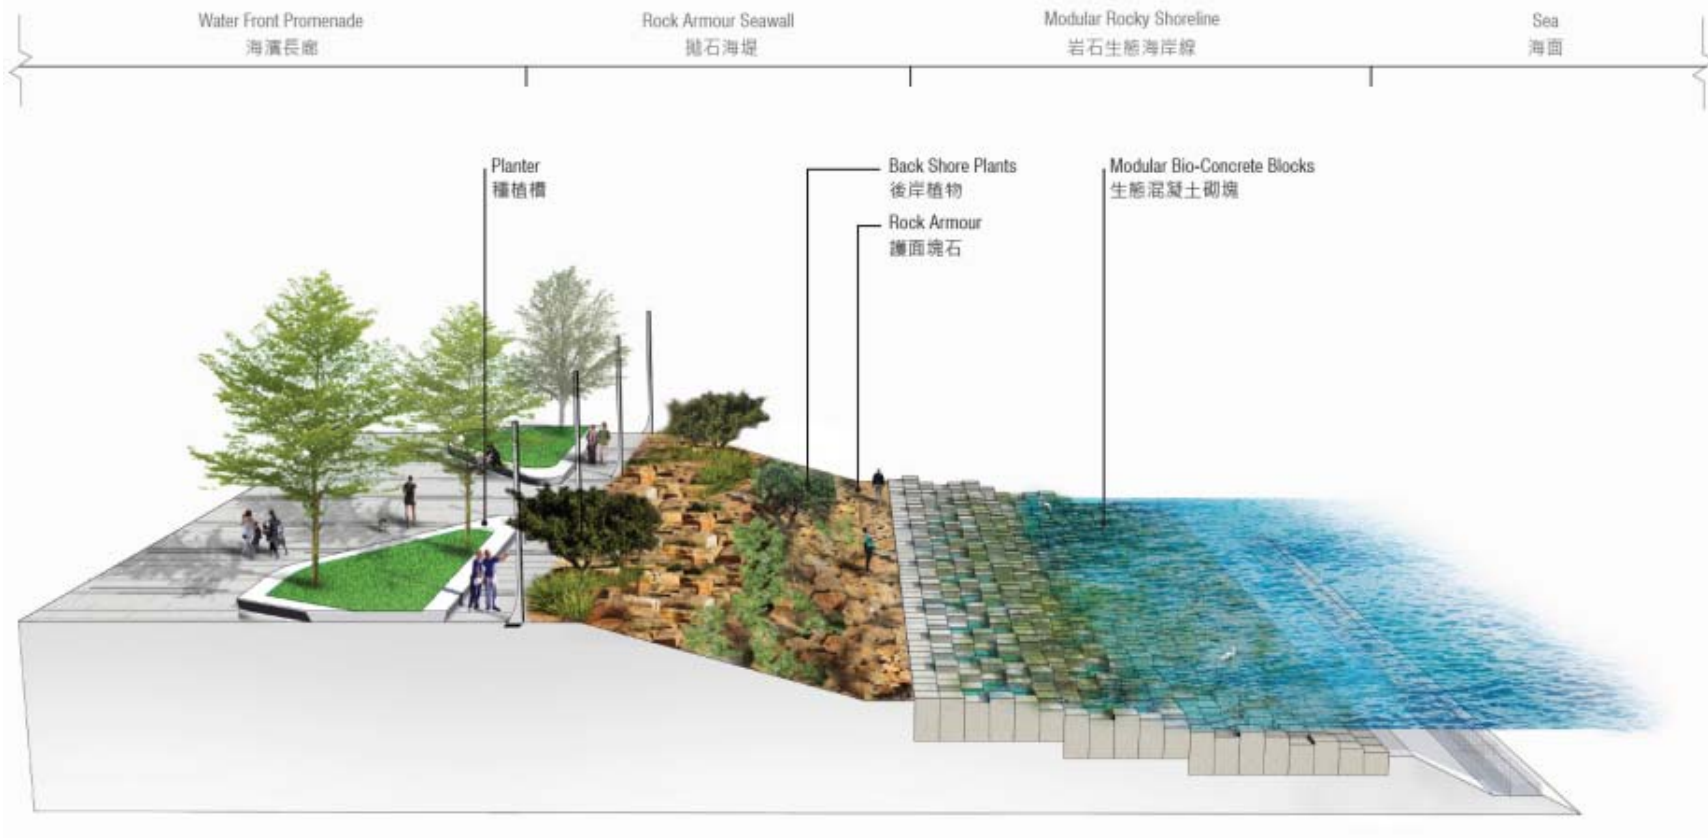 Water Front Promenade
海濱長廊
Rock Armour Seawall
拋石海堤
Modular Rocky Shoreline
岩石生態海岸線
Sea
海面
Planter
種植槽
Back Shore Plants
後岸植物
Rock Armour
護面塊石
Modular Bio-Concrete Blocks
生態混凝土砌塊